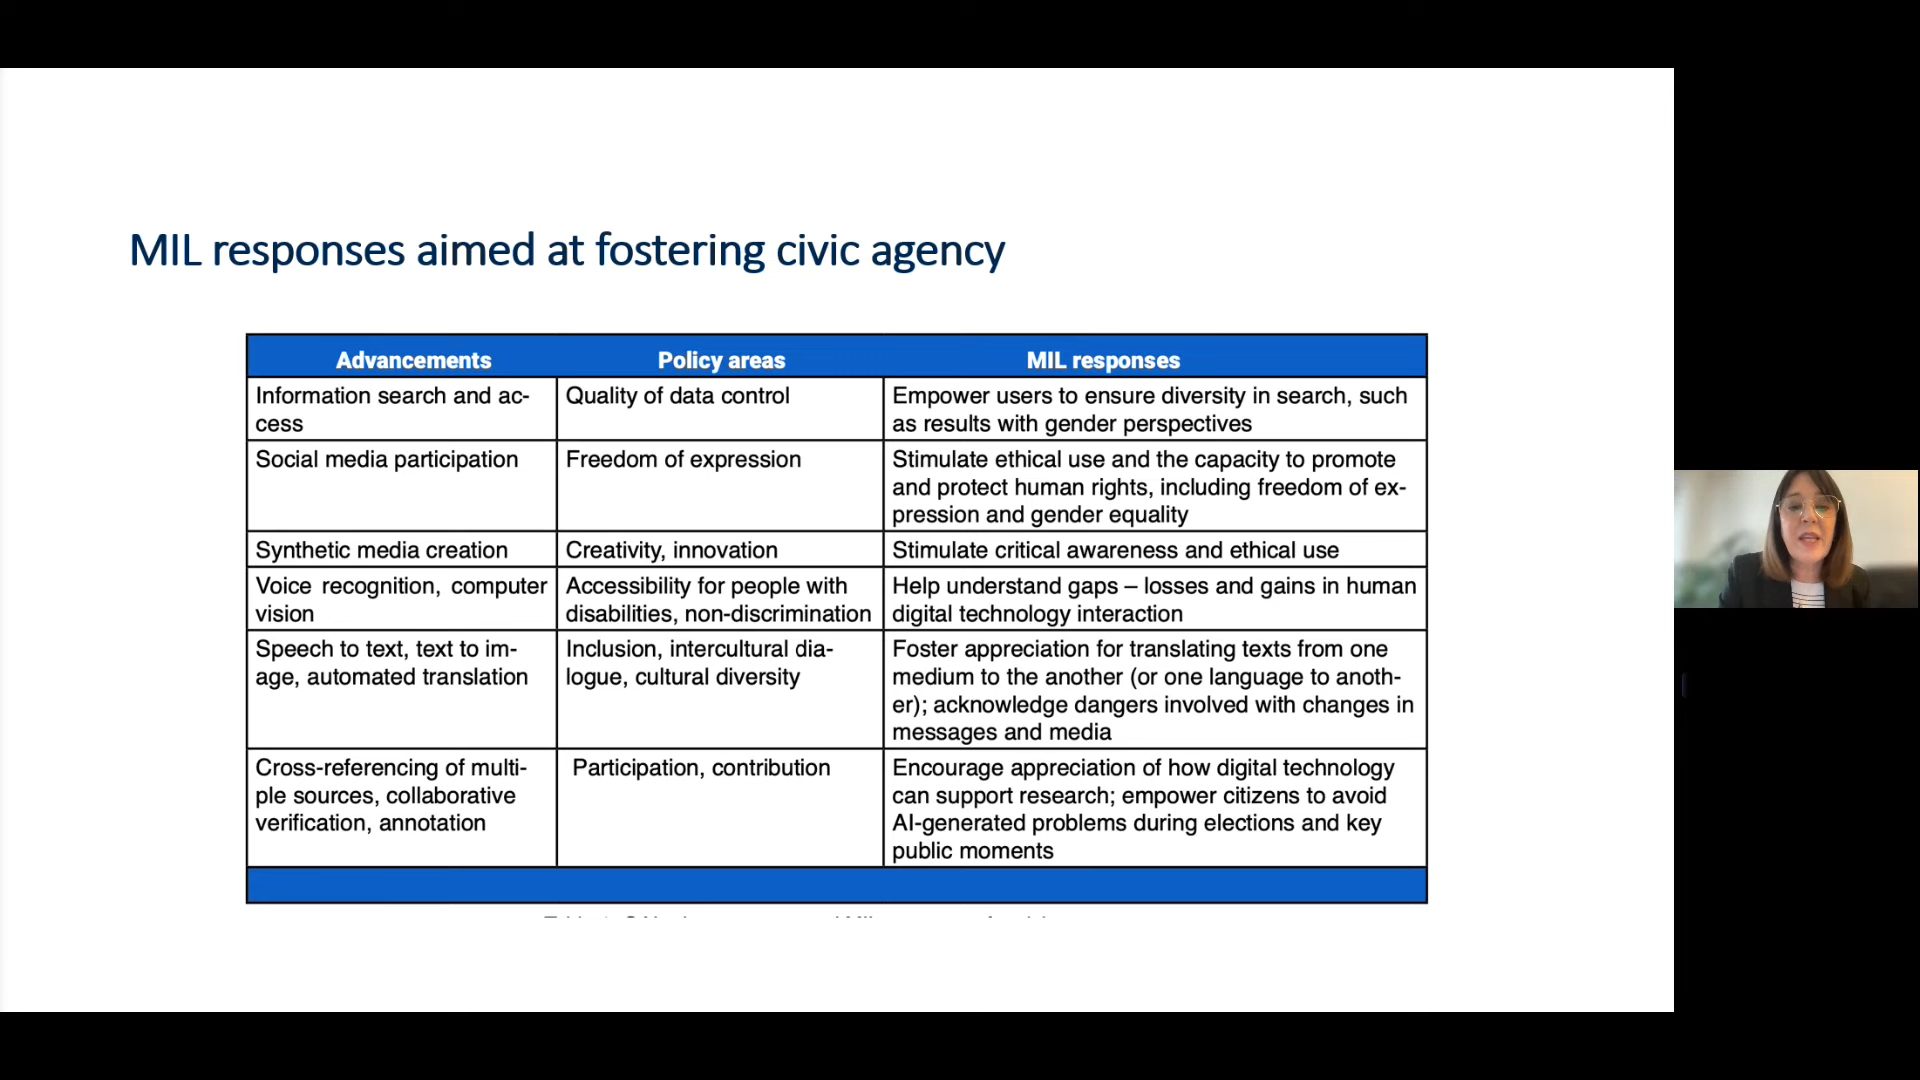 MIL responses aimed at fostering civic agency
Advancements
Policy areas
MIL responses
Information search and ac-
cess
Quality of data control
Empower users to ensure diversity in search, such
as results with gender perspectives
Social media participation
Freedom of expression
Stimulate ethical use and the capacity to promote
and protect human rights, including freedom of ex-
pression and gender equality
Synthetic media creation
Creativity, innovation
Stimulate critical awareness and ethical use
Voice recognition, computer
vision
Accessibility for people with
disabilities, non-discrimination
Help understand gaps – losses and gains in human
digital technology interaction
Speech to text, text to im-
age, automated translation
Inclusion, intercultural dia-
logue, cultural diversity
Foster appreciation for translating texts from one
medium to the another (or one language to anoth-
er); acknowledge dangers involved with changes in
messages and media
Cross-referencing of multi-
ple sources, collaborative
verification, annotation
Participation, contribution
Encourage appreciation of how digital technology
can support research; empower citizens to avoid
AI-generated problems during elections and key
public moments